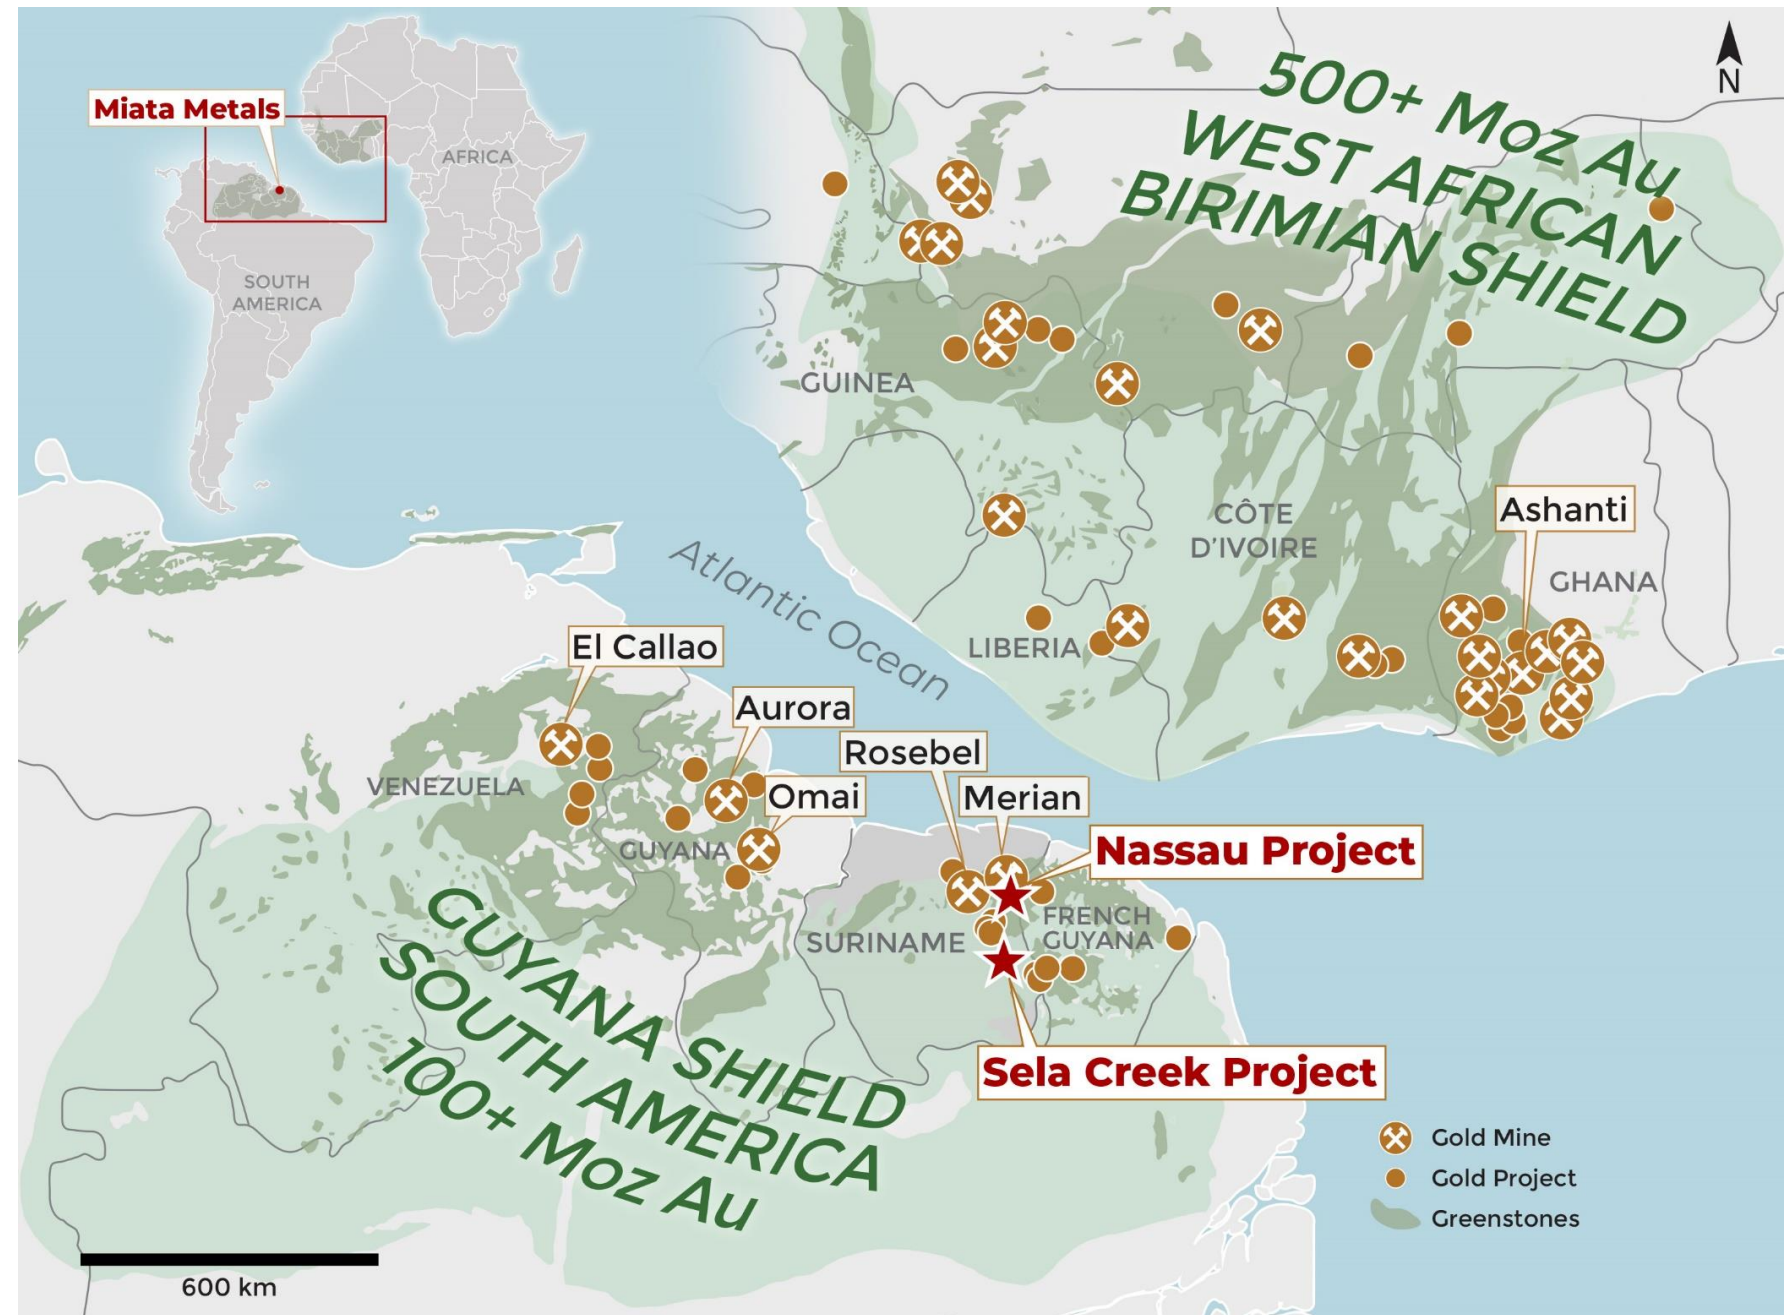 Miata Metals
AFRICA
SOUTH
AMERICA
N
500+ Moz Au
WEST AFRICAN
BIRIMIAN SHIELD
GUINEA
CÔTE
D'IVOIRE
Ashanti
GHANA
LIBERIA
Atlantic Ocean
El Callao
Aurora
Rosebel
Merian
Omai
VENEZUELA
GUYANA
Nassau Project
FRENCH
GUYANA
SURINAME
GUYANA SHIELD
SOUTH AMERICA
100+ Moz Au
Sela Creek Project
Gold Mine
Gold Project
Greenstones
600 km